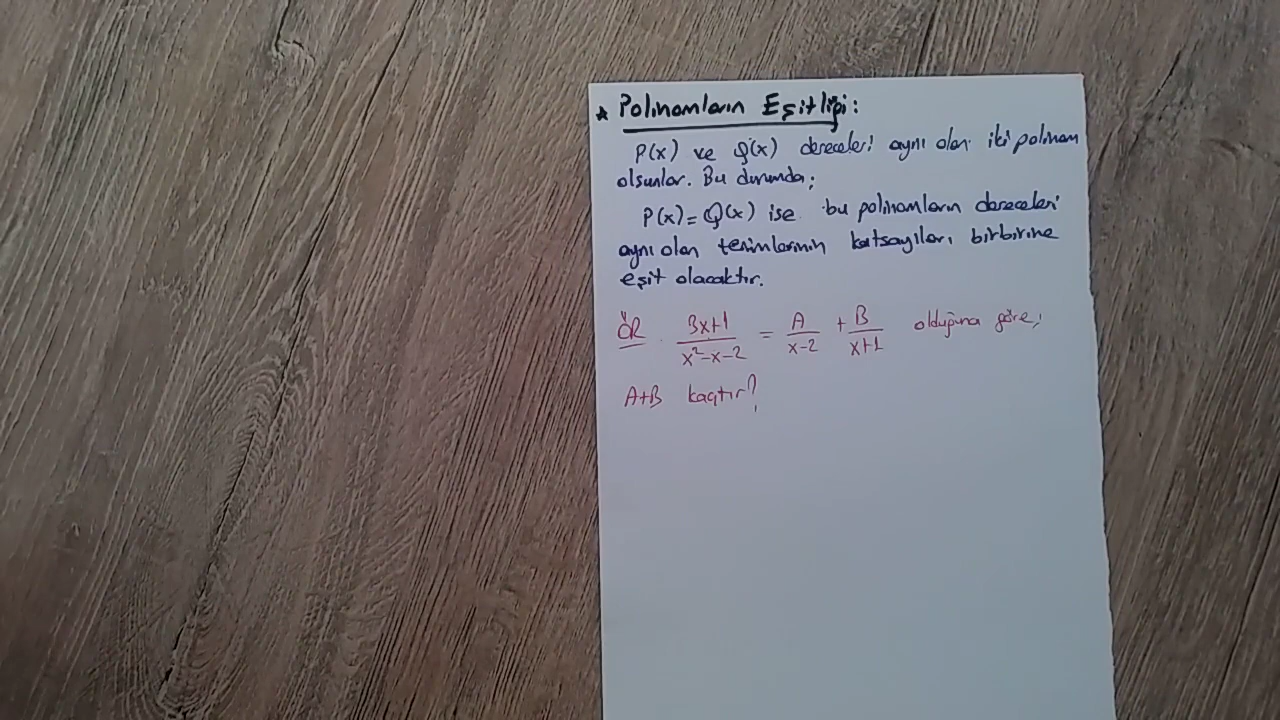 * Polinomların Eşitliği:
P(x) ve Q(x) dereceleri aynı olan iki polinom
olsunlar. Bu durumda;
P(x) = Q(x) ise bu polinomların dereceleri
aynı olan terimlerinin katsayıları birbirine
eşit olacaktır.
ÖR. 3x+1 / x²-x-2 = A / x-2 + B / x+1 olduğuna göre;
A+B kaçtır?